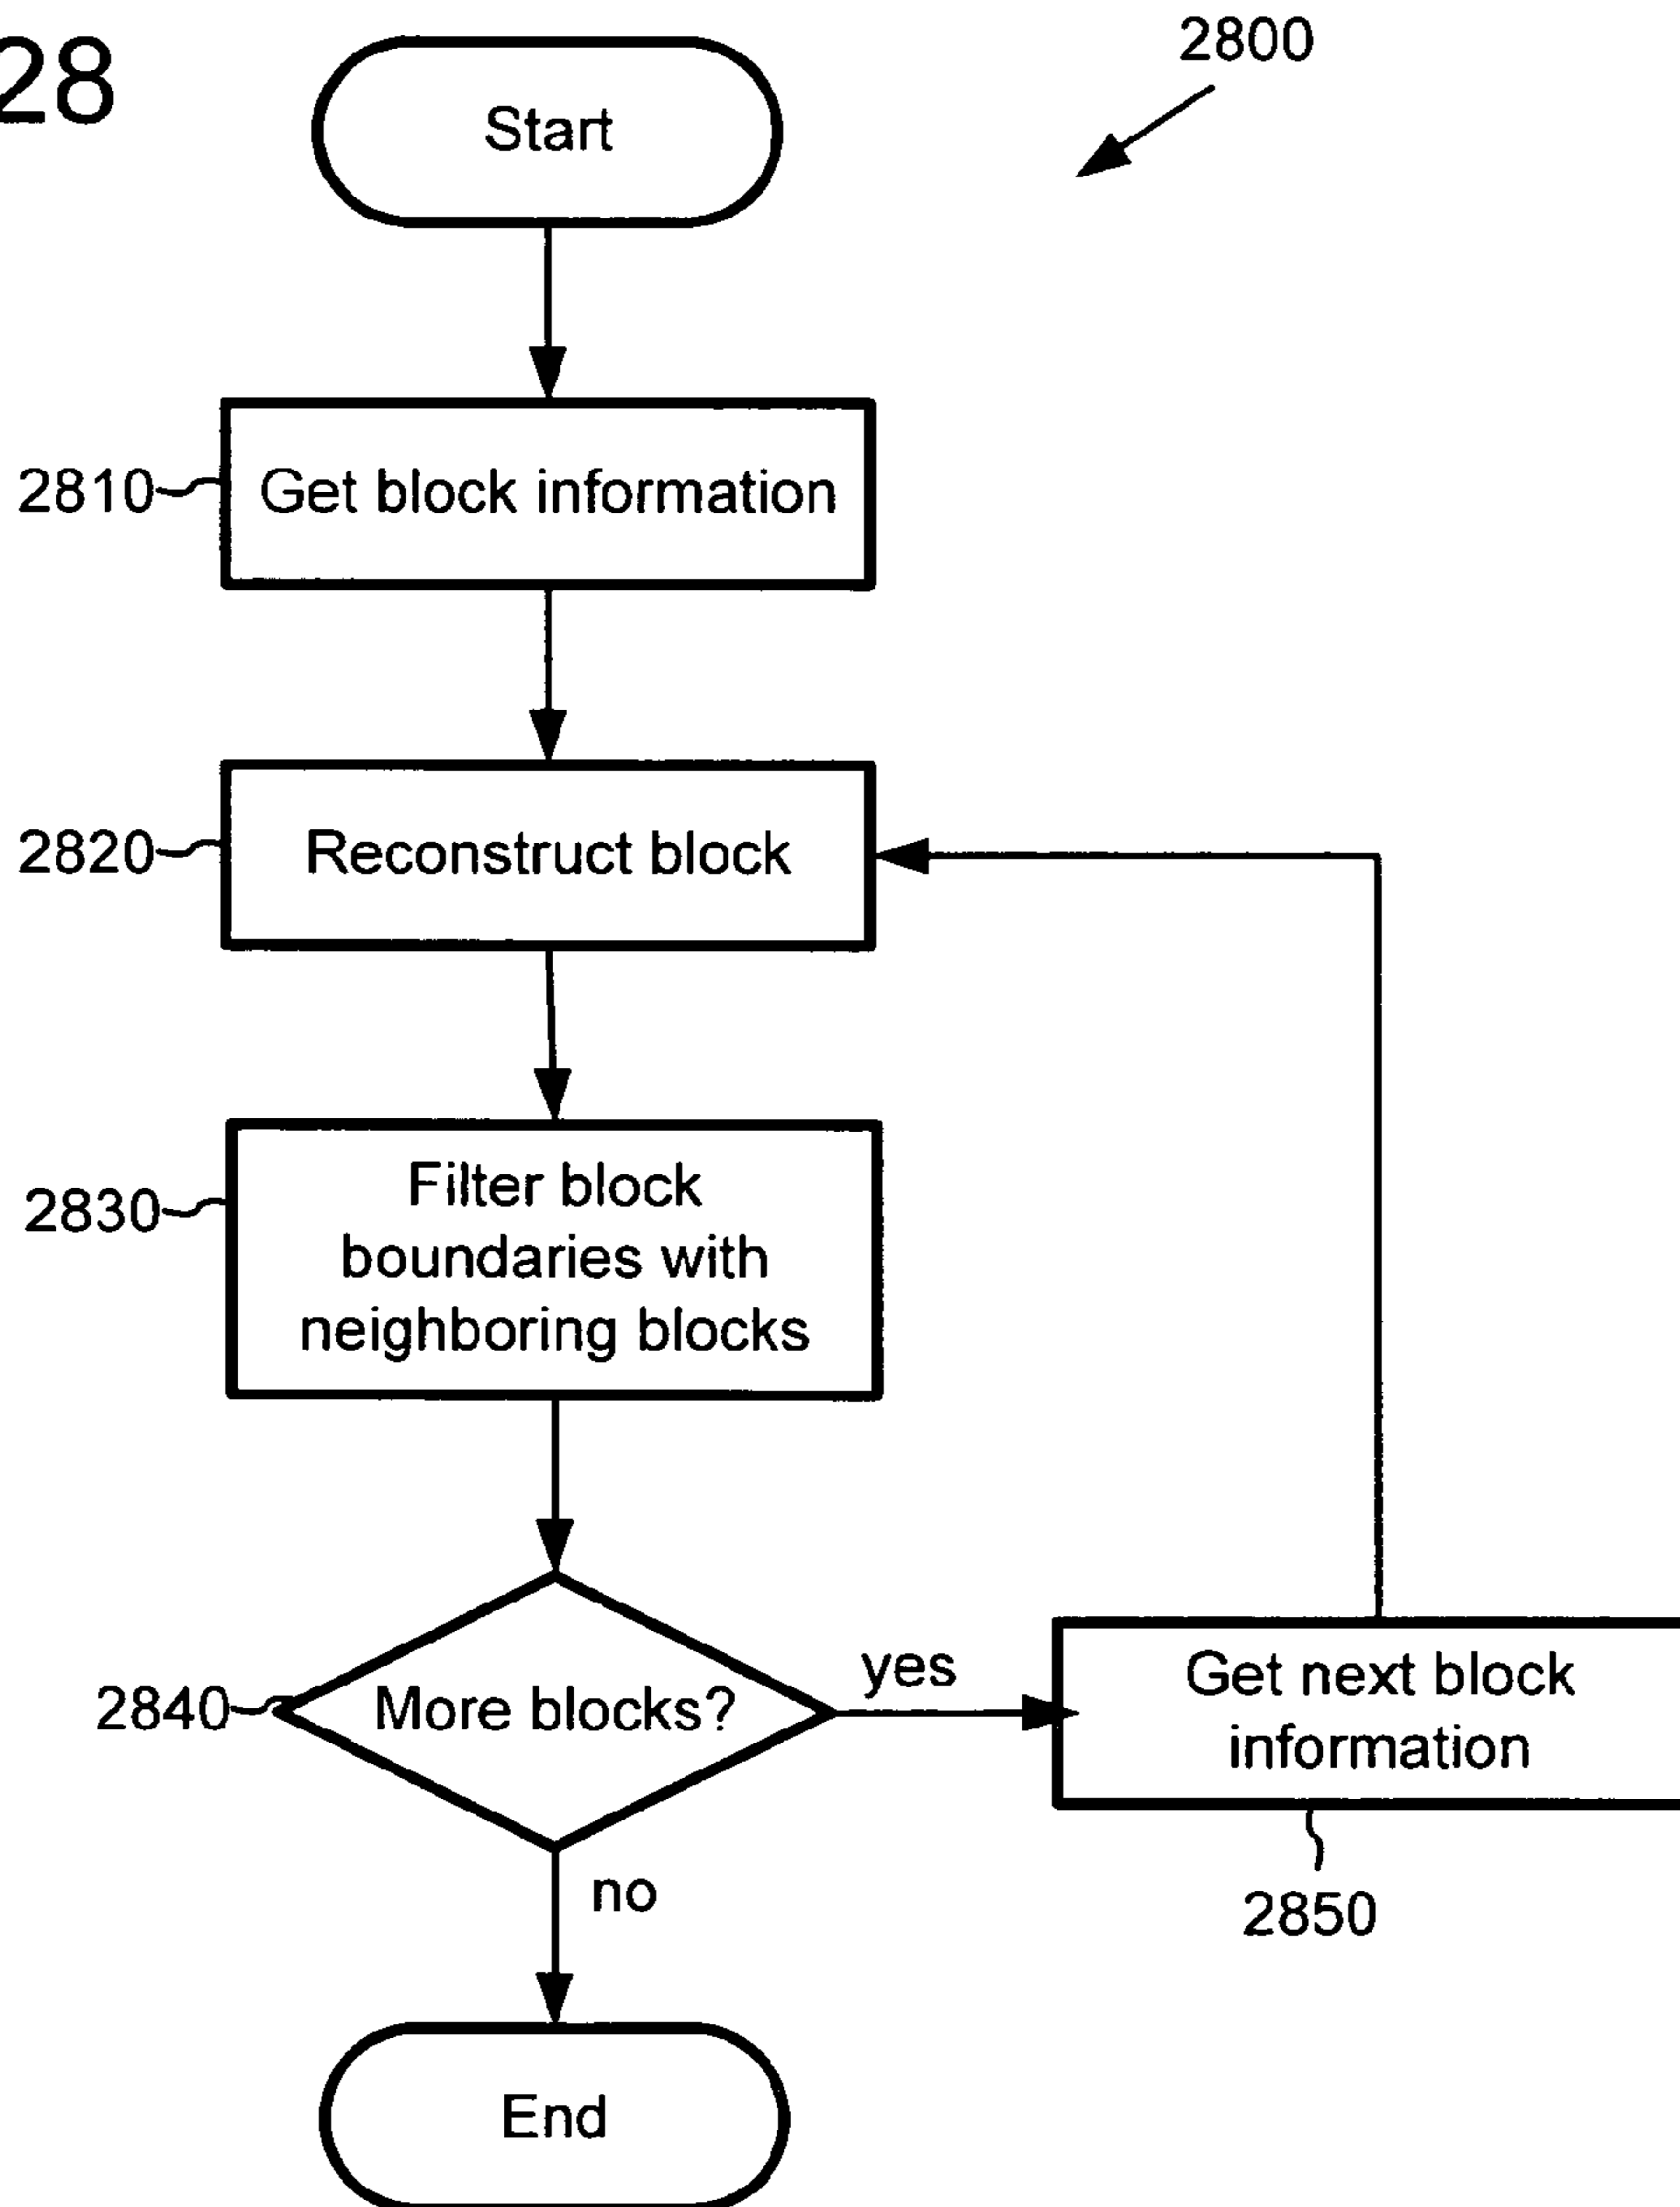 28
2800
Start
2810
Get block information
2820
Reconstruct block
2830
Filter block
boundaries with
neighboring blocks
2840
More blocks?
yes
Get next block
information
2850
no
End